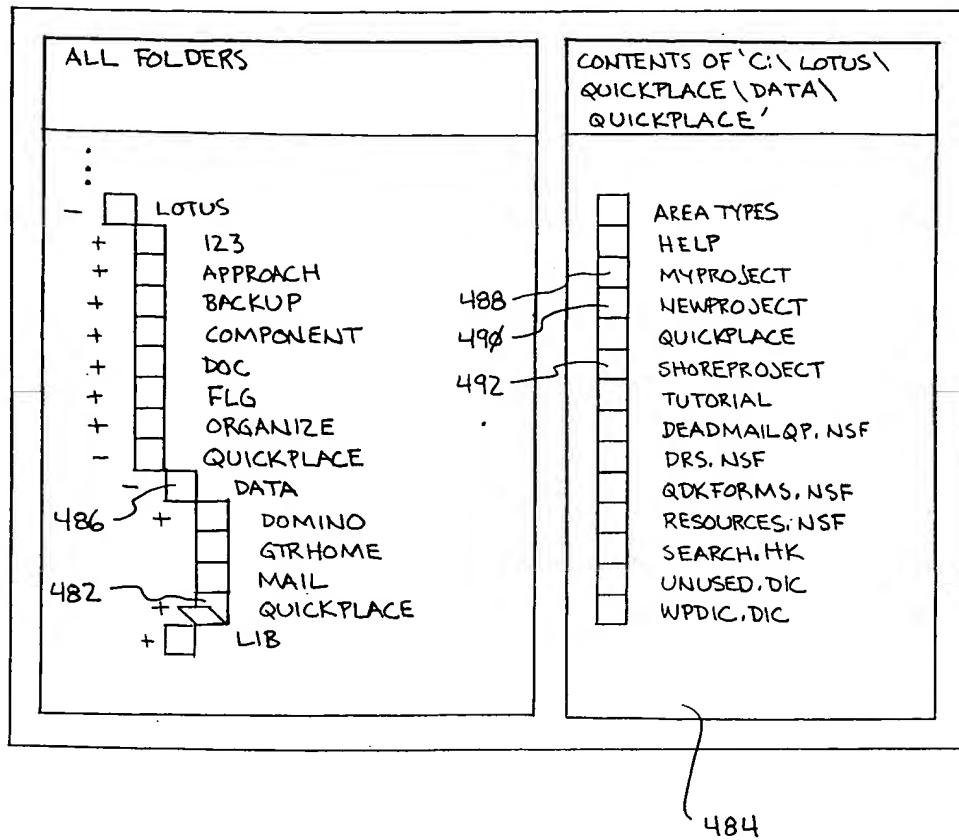 ALL FOLDERS
- LOTUS
+ 123
+ APPROACH
+ BACKUP
+ COMPONENT
+ DOC
+ FLG
+ ORGANIZE
- QUICKPLACE
- DATA
486
+ DOMINO
GTRHOME
MAIL
482
+ QUICKPLACE
+ LIB
CONTENTS OF 'C:\LOTUS\
QUICKPLACE\DATA\
QUICKPLACE'
AREA TYPES
HELP
488 MYPROJECT
490 NEWPROJECT
QUICKPLACE
492 SHOREPROJECT
TUTORIAL
DEADMAILQP.NSF
DRS.NSF
QDKFORMS.NSF
RESOURCES.NSF
SEARCH.HK
UNUSED.DIC
WPDIC.DIC
484